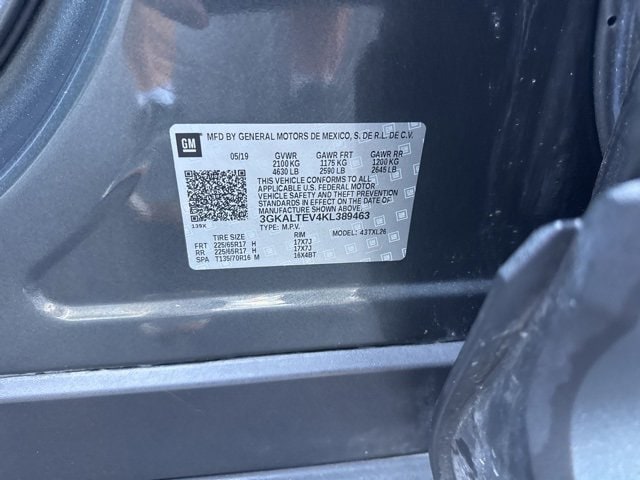 GM MFD BY GENERAL MOTORS DE MEXICO, S. DE R.L. DE C.V.
05/19 GVWR GAWR FRT GAWR RR
2100 KG 1175 KG 1200 KG
4630 LB 2590 LB 2645 LB
THIS VEHICLE CONFORMS TO ALL
APPLICABLE U.S. FEDERAL MOTOR
VEHICLE SAFETY AND THEFT PREVENTION
STANDARDS IN EFFECT ON THE DATE OF
MANUFACTURE SHOWN ABOVE.
3GKALTEV4KL389463
139X TYPE: M.P.V.
TIRE SIZE RIM MODEL: 43TXL26
FRT 225/65R17 H 17X7J
RR 225/65R17 H 17X7J
SPA T135/70R16 M 16X4BT